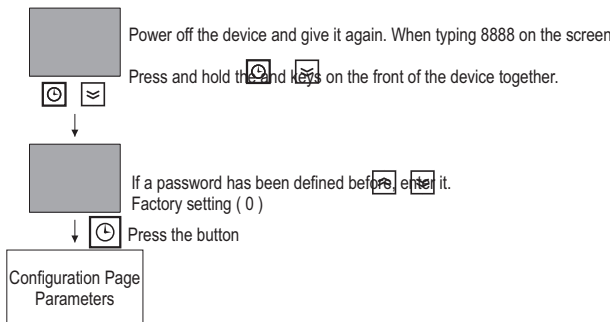 Power off the device and give it again. When typing 8888 on the screen
Press and hold the and keys on the front of the device together.
If a password has been defined before, enter it.
Factory setting ( 0 )
Press the button
Configuration Page
Parameters